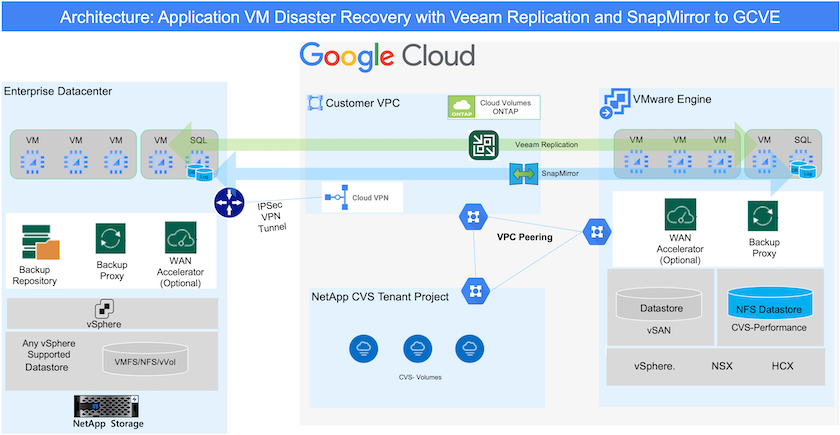 Architecture: Application VM Disaster Recovery with Veeam Replication and SnapMirror to GCVE
Google Cloud
Enterprise Datacenter
VM
VM
VM
VM
SQL
Log
IPSec
VPN
Tunnel
Backup
Repository
Backup
Proxy
WAN
Accelerator
(Optional)
vSphere
Any vSphere
Supported
Datastore
VMFS/NFS/vVol
NetApp Storage
Customer VPC
Cloud Volumes
ONTAP
ONTAP
Veeam Replication
SnapMirror
Cloud VPN
VPC Peering
NetApp CVS Tenant Project
CVS- Volumes
VMware Engine
VM
VM
VM
VM
SQL
Log
WAN
Accelerator
(Optional)
Backup
Proxy
Datastore
vSAN
NFS Datastore
CVS-Performance
vSphere.
NSX
HCX